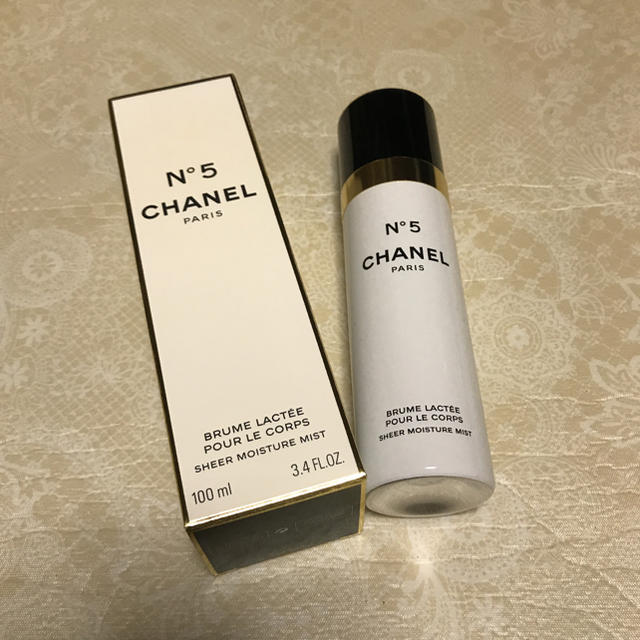 N°5
CHANEL
PARIS
BRUME LACTÉE
POUR LE CORPS
SHEER MOISTURE MIST
100 ml 3.4 FL.OZ.
N°5
CHANEL
PARIS
BRUME LACTÉE
POUR LE CORPS
SHEER MOISTURE MIST